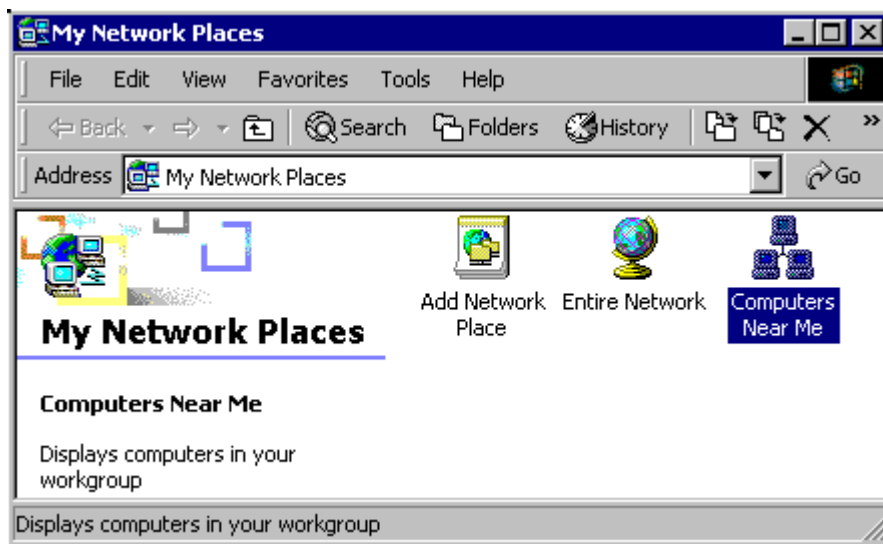 My Network Places
File Edit View Favorites Tools Help
Back Search Folders History »
Address My Network Places Go
Add Network Place
Entire Network
Computers Near Me
My Network Places
Computers Near Me
Displays computers in your
workgroup
Displays computers in your workgroup